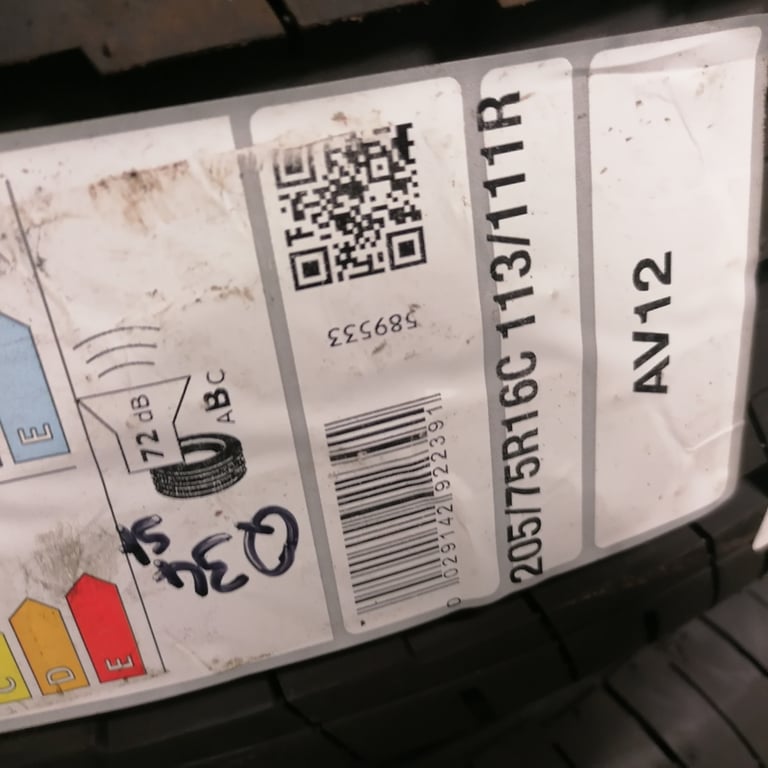 AV12
205/75R16C 113/111R
589533
0 029142 922391
E
72 dB
ABC
C
D
E